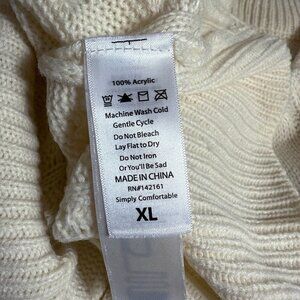 100% Acrylic
Machine Wash Cold
Gentle Cycle
Do Not Bleach
Lay Flat to Dry
Do Not Iron
Or You'll Be Sad
MADE IN CHINA
RN#142161
Simply Comfortable
XL